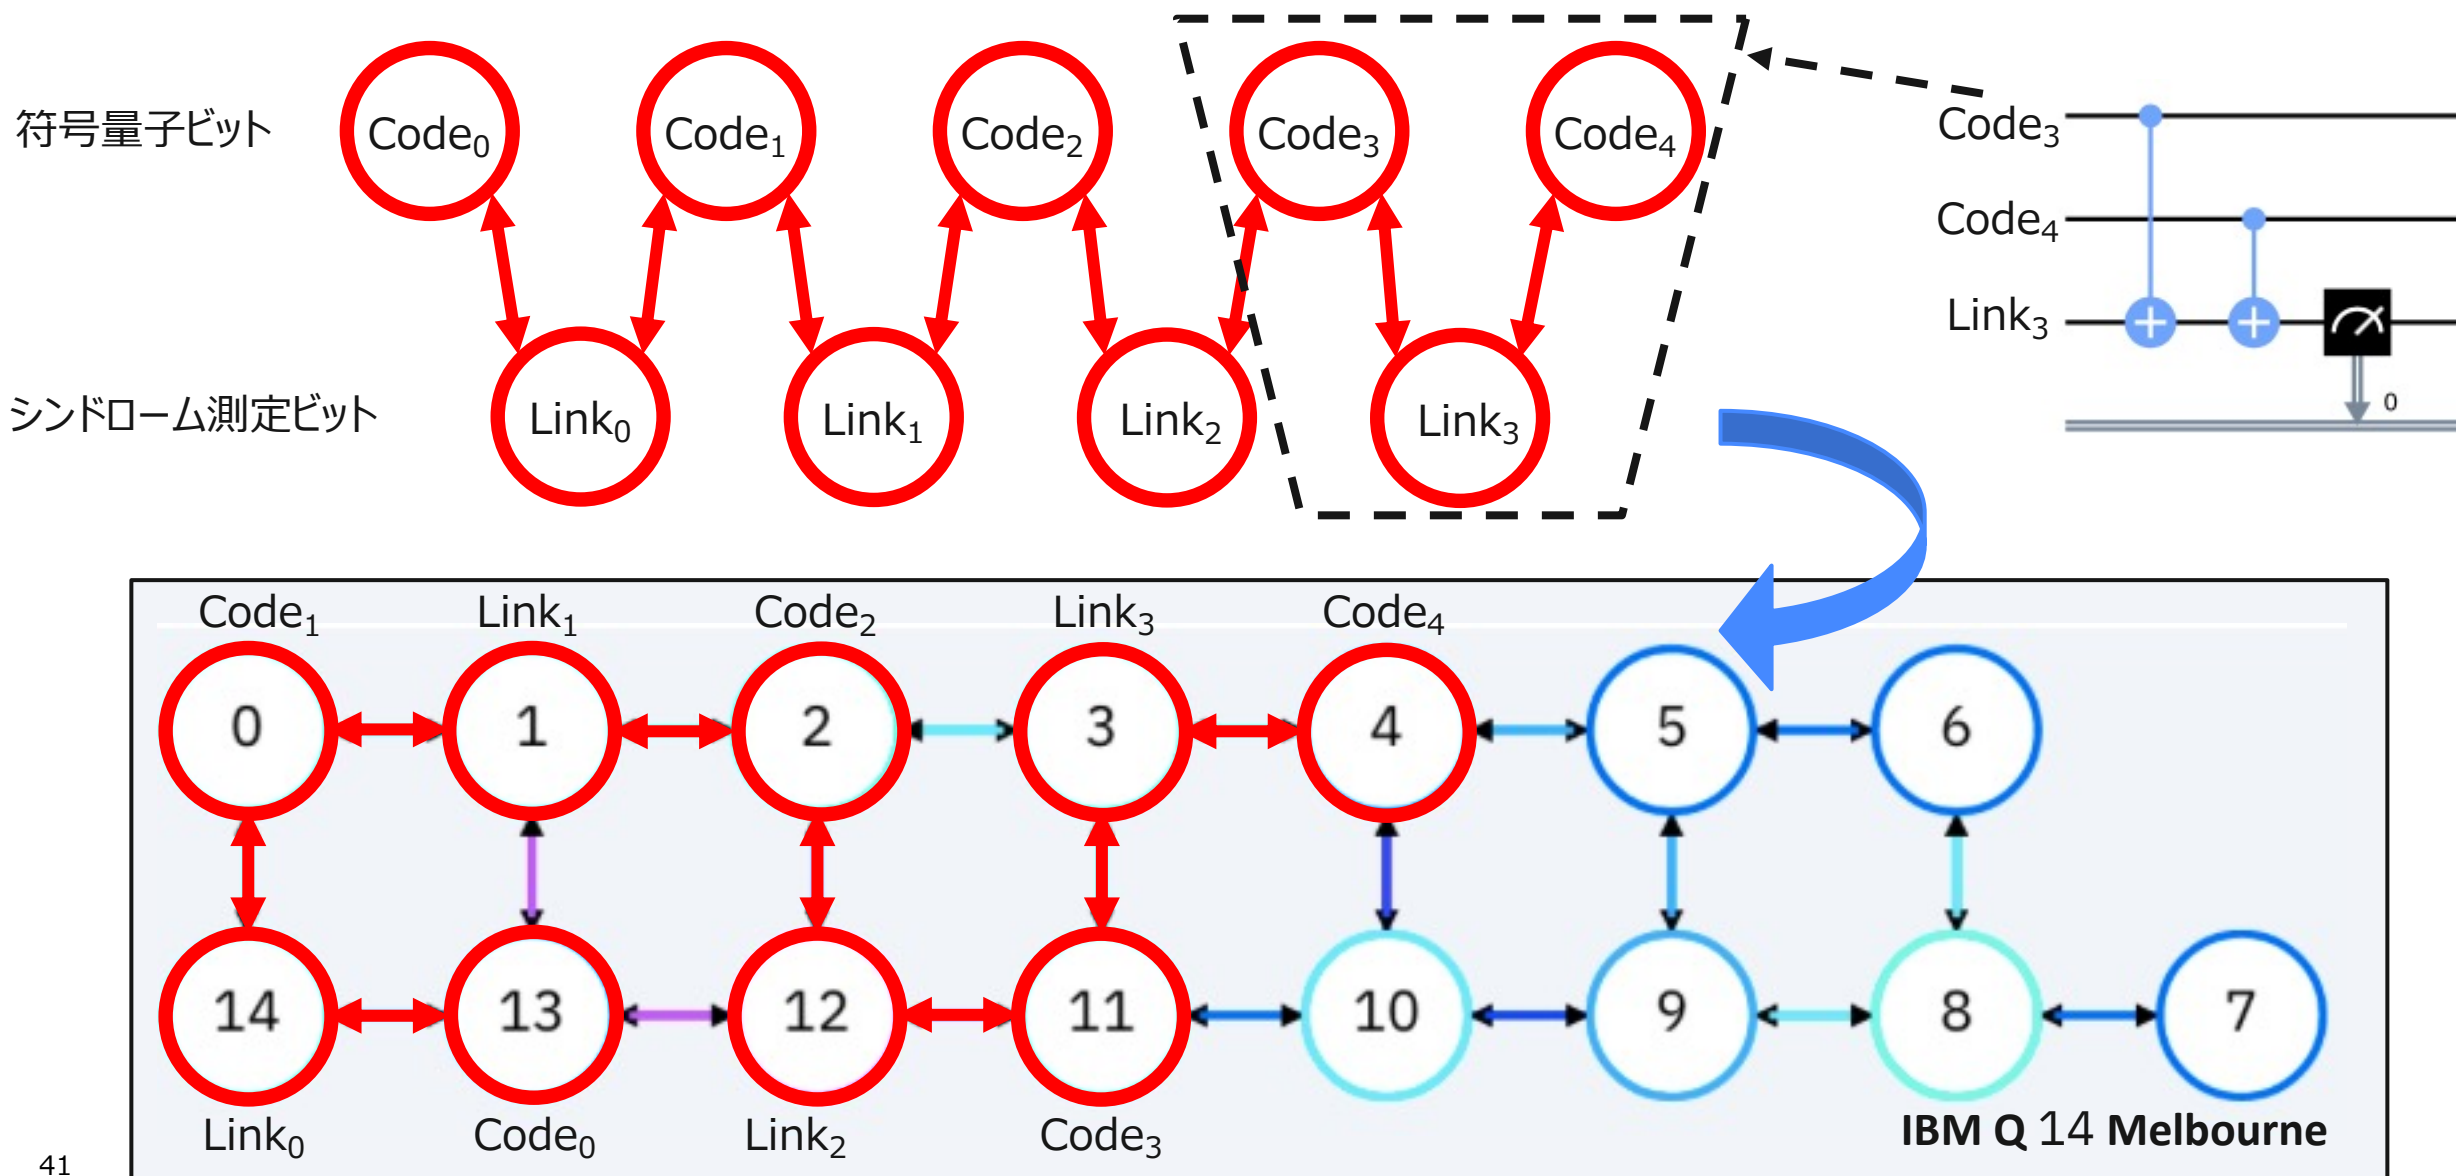 符号量子ビット
Code₀ Code₁ Code₂ Code₃ Code₄
シンドローム測定ビット
Link₀ Link₁ Link₂ Link₃
Code₃
Code₄
Link₃
0
Code₁ Link₁ Code₂ Link₃ Code₄
0 1 2 3 4 5 6
14 13 12 11 10 9 8 7
Link₀ Code₀ Link₂ Code₃
IBM Q 14 Melbourne
41